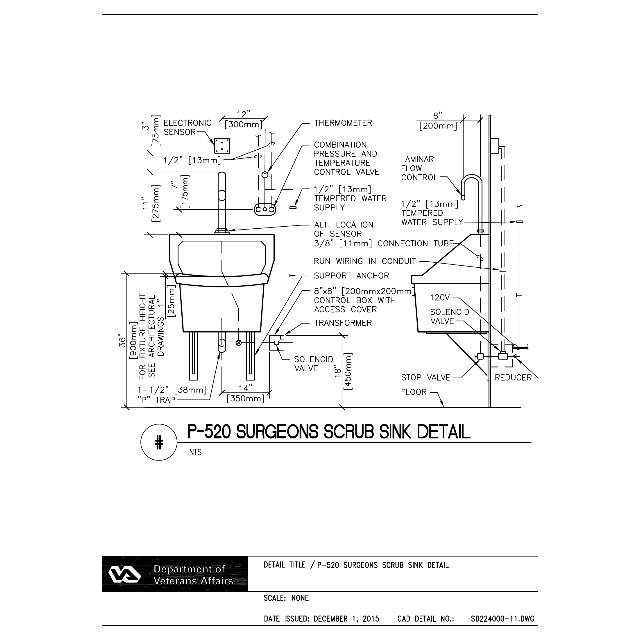 12"
[300mm]
8"
[200mm]
3"
[75mm]
ELECTRONIC
SENSOR
THERMOMETER
1/2" [13mm]
COMBINATION
PRESSURE AND
TEMPERATURE
CONTROL VALVE
LAMINAR
FLOW
CONTROL
7"
[175mm]
11"
[275mm]
1/2" [13mm]
TEMPERED WATER
SUPPLY
1/2" [13mm]
TEMPERED
WATER SUPPLY
ALT. LOCATION
OF SENSOR
3/8" [11mm] CONNECTION TUBE
RUN WIRING IN CONDUIT
SUPPORT ANCHOR
8"x8" [200mmx200mm]
CONTROL BOX WITH
ACCESS COVER
120V
SOLENOID
VALVE
TRANSFORMER
1"
[25mm]
36"
[900mm]
FOR FIXTURE HEIGHT
SEE ARCHITECTURAL
DRAWINGS
SOLENOID
VALVE
18"
[450mm]
STOP VALVE
REDUCER
1-1/2" [38mm]
"P" TRAP
14"
[350mm]
FLOOR
#
P-520 SURGEONS SCRUB SINK DETAIL
NTS
Department of
Veterans Affairs
DETAIL TITLE / P-520 SURGEONS SCRUB SINK DETAIL
SCALE: NONE
DATE ISSUED: DECEMBER 1, 2015 CAD DETAIL NO.: SD224000-11.DWG